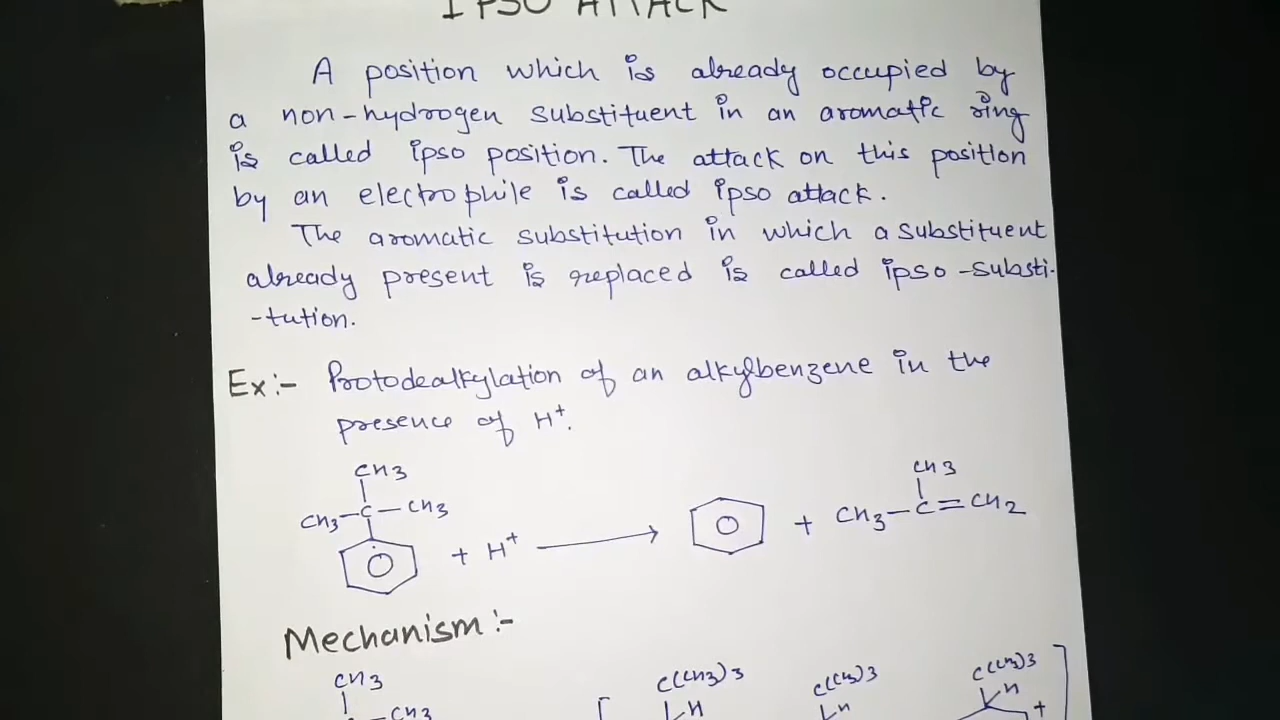 IPSO ATTACK
A position which is already occupied by
a non-hydrogen substituent in an aromatic ring
is called ipso position. The attack on this position
by an electrophile is called ipso attack.
The aromatic substitution in which a substituent
already present is replaced is called ipso-substi-
-tution.
Ex:- Protodealkylation of an alkylbenzene in the
presence of H+.
CH3
CH3-C-CH3
+ H+ → + CH3-C=CH2
CH3
Mechanism:-
CH3
CH3
C(CH3)3
H
C(CH3)3
H
C(CH3)3
H
+